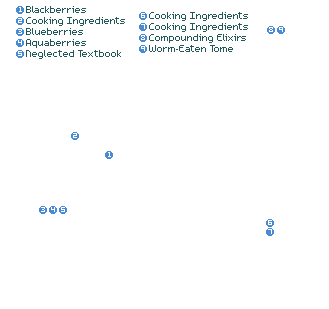 1 Blackberries
2 Cooking Ingredients
3 Blueberries
4 Aquaberries
5 Neglected Textbook
6 Cooking Ingredients
7 Cooking Ingredients
8 Compounding Elixirs
9 Worm-Eaten Tome
8 9
2
1
3 4 5
6
7